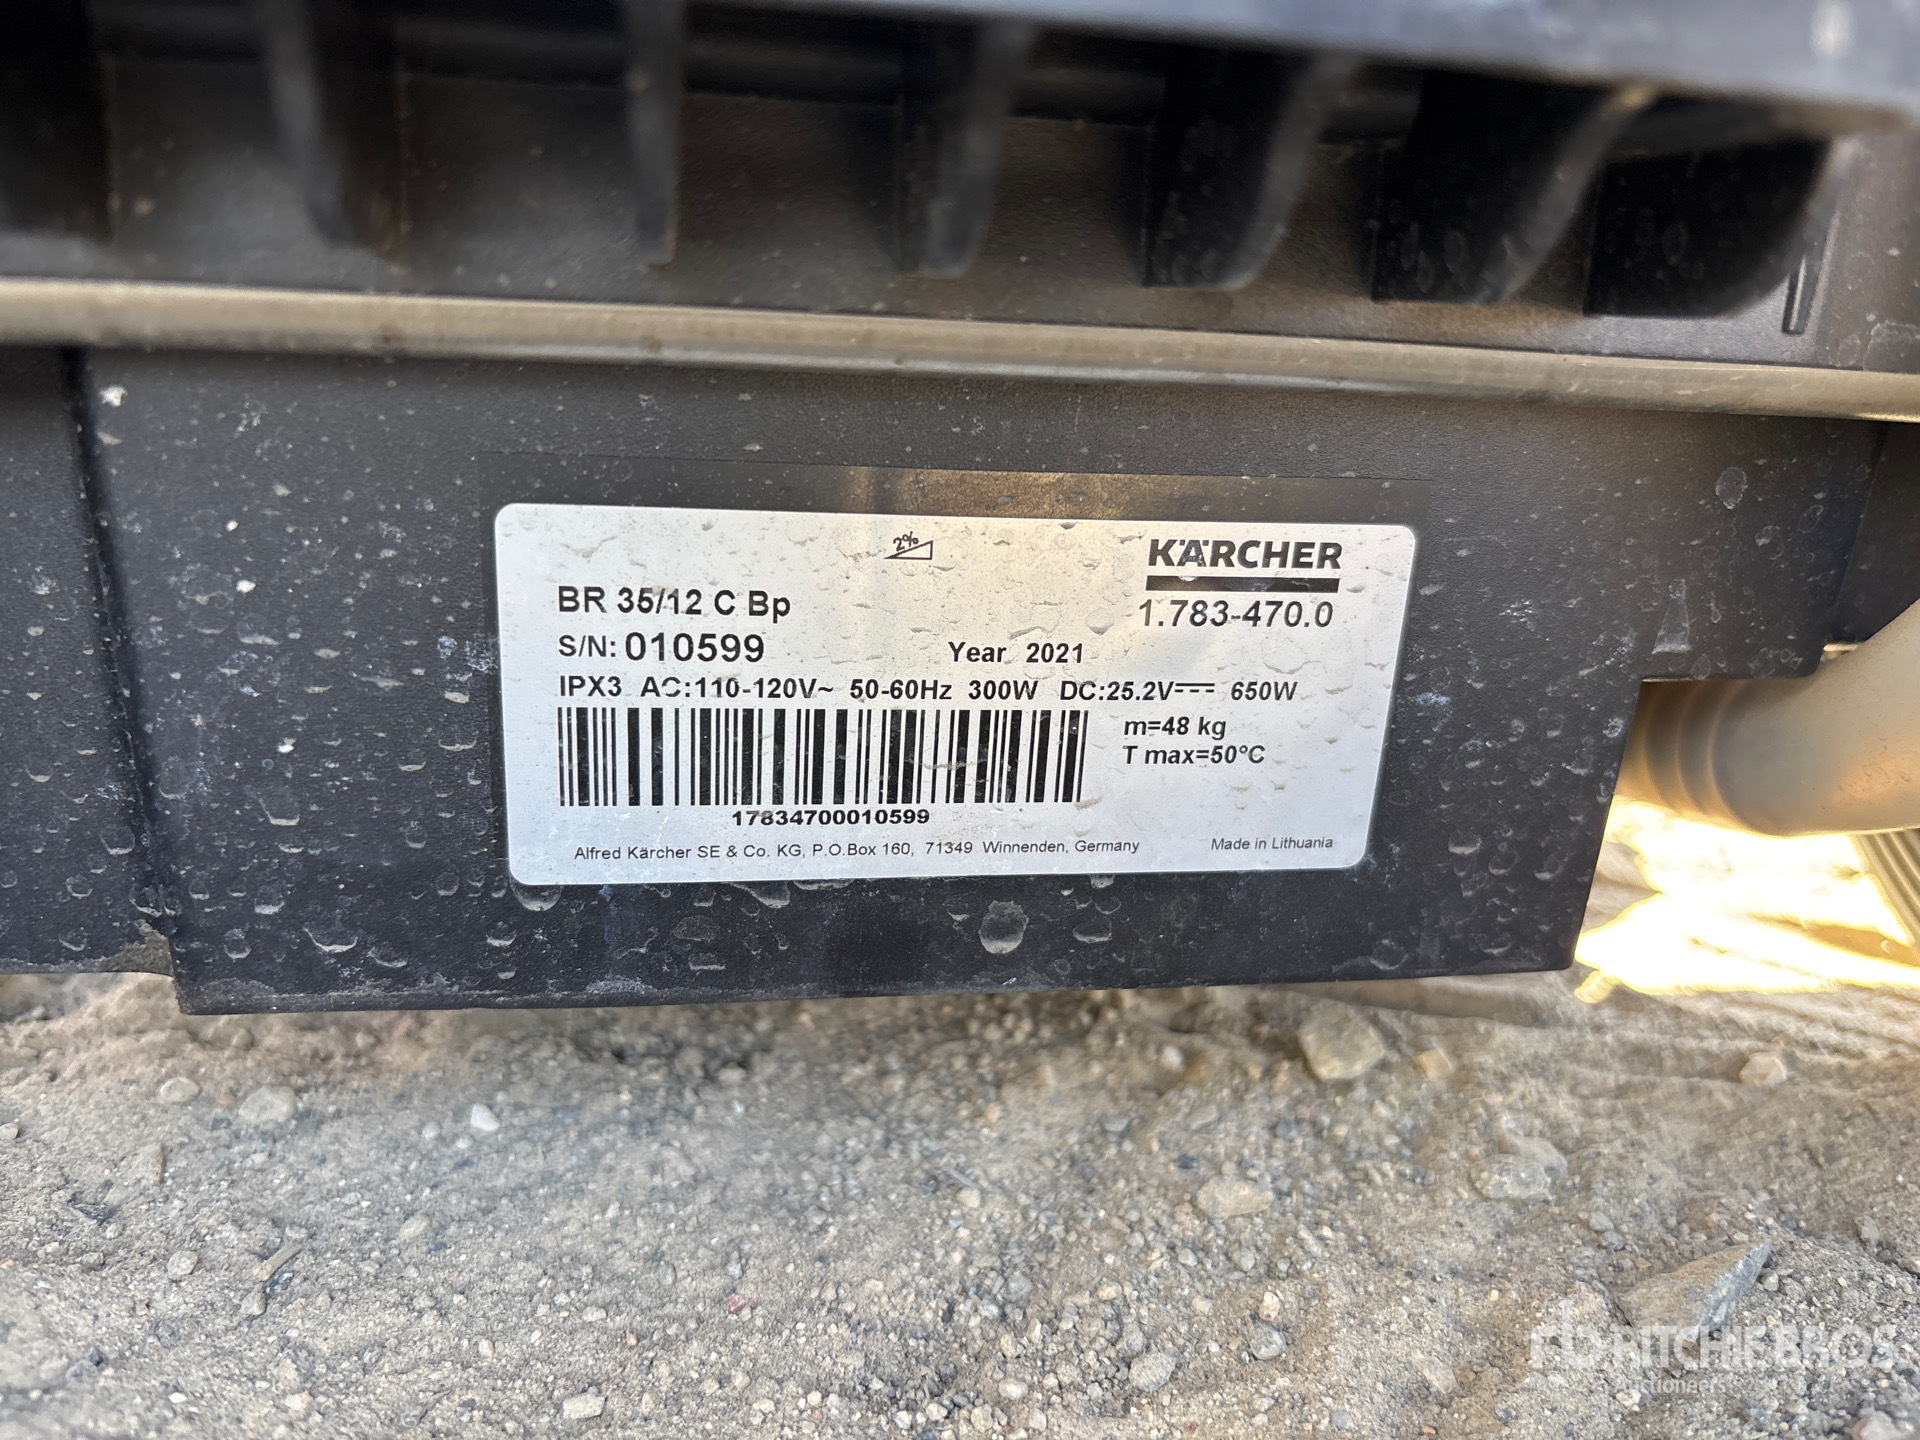 2%
KÄRCHER
BR 35/12 C Bp
1.783-470.0
S/N: 010599 Year 2021
IPX3 AC:110-120V~ 50-60Hz 300W DC:25.2V⎓ 650W
m=48 kg
T max=50°C
17834700010599
Alfred Kärcher SE & Co. KG, P.O.Box 160, 71349 Winnenden, Germany
Made in Lithuania
rb RITCHIE BROS
Auctioneers